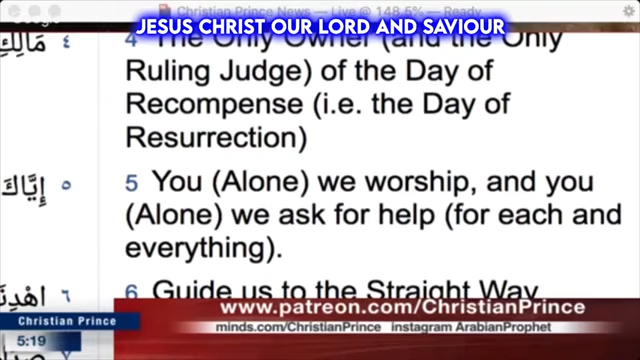 Christian Prince News — Live @ 148.5% — Ready
JESUS CHRIST OUR LORD AND SAVIOUR
٤ 4 The Only Owner (and the Only
Ruling Judge) of the Day of
Recompense (i.e. the Day of
Resurrection)
إِيَّاكَ ٥ 5 You (Alone) we worship, and you
(Alone) we ask for help (for each and
everything).
٦ 6 Guide us to the Straight Way
www.patreon.com/ChristianPrince
Christian Prince
minds.com/ChristianPrince instagram ArabianProphet
5:19